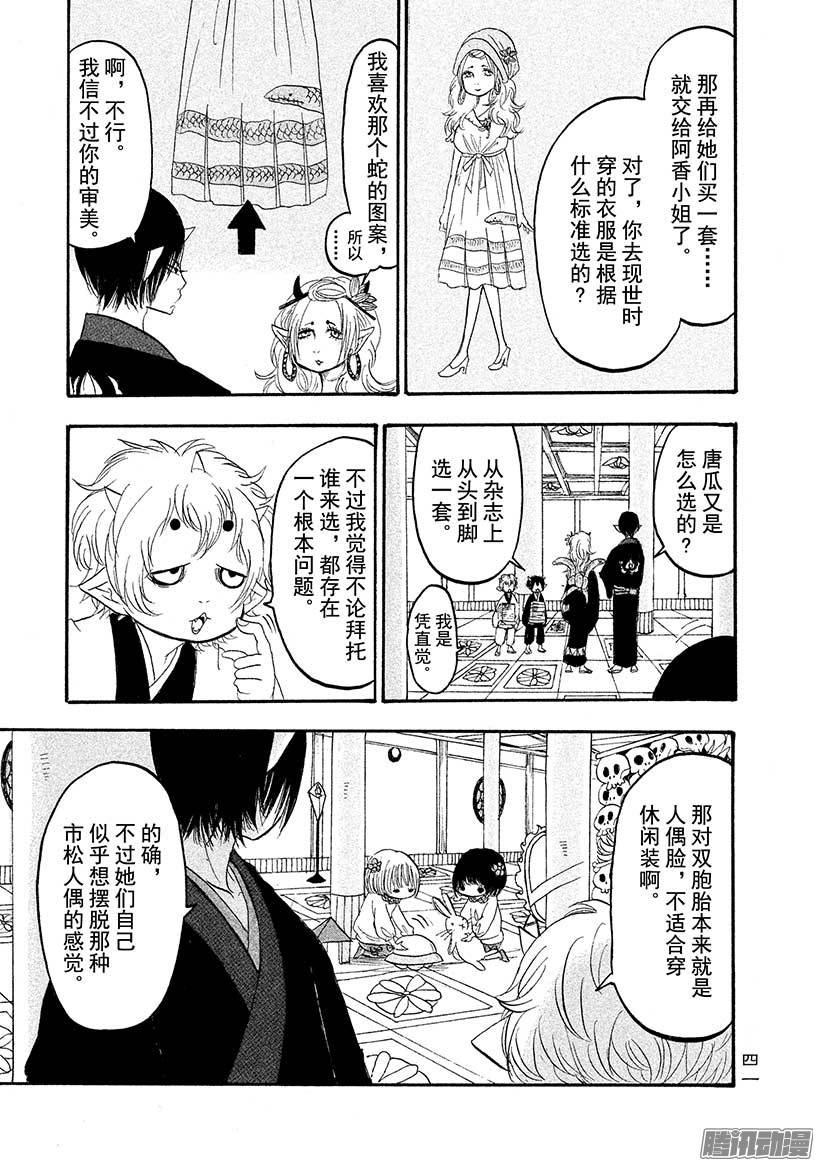 那再给她们买一套……
就交给阿香小姐了。
对了，你去现世时
穿的衣服是根据
什么标准选的？
我喜欢那个蛇的图案，
所以
……
啊，不行。
我信不过你的审美。
唐瓜又是
怎么选的？
从杂志上
从头到脚
选一套。
我是
凭直觉。
不过我觉得不论拜托
谁来选，都存在
一个根本问题。
那对双胞胎本来就是
人偶脸，不适合穿
休闲装啊。
的确，
不过她们自己
似乎想摆脱那种
市松人偶的感觉。
四一
腾讯动漫